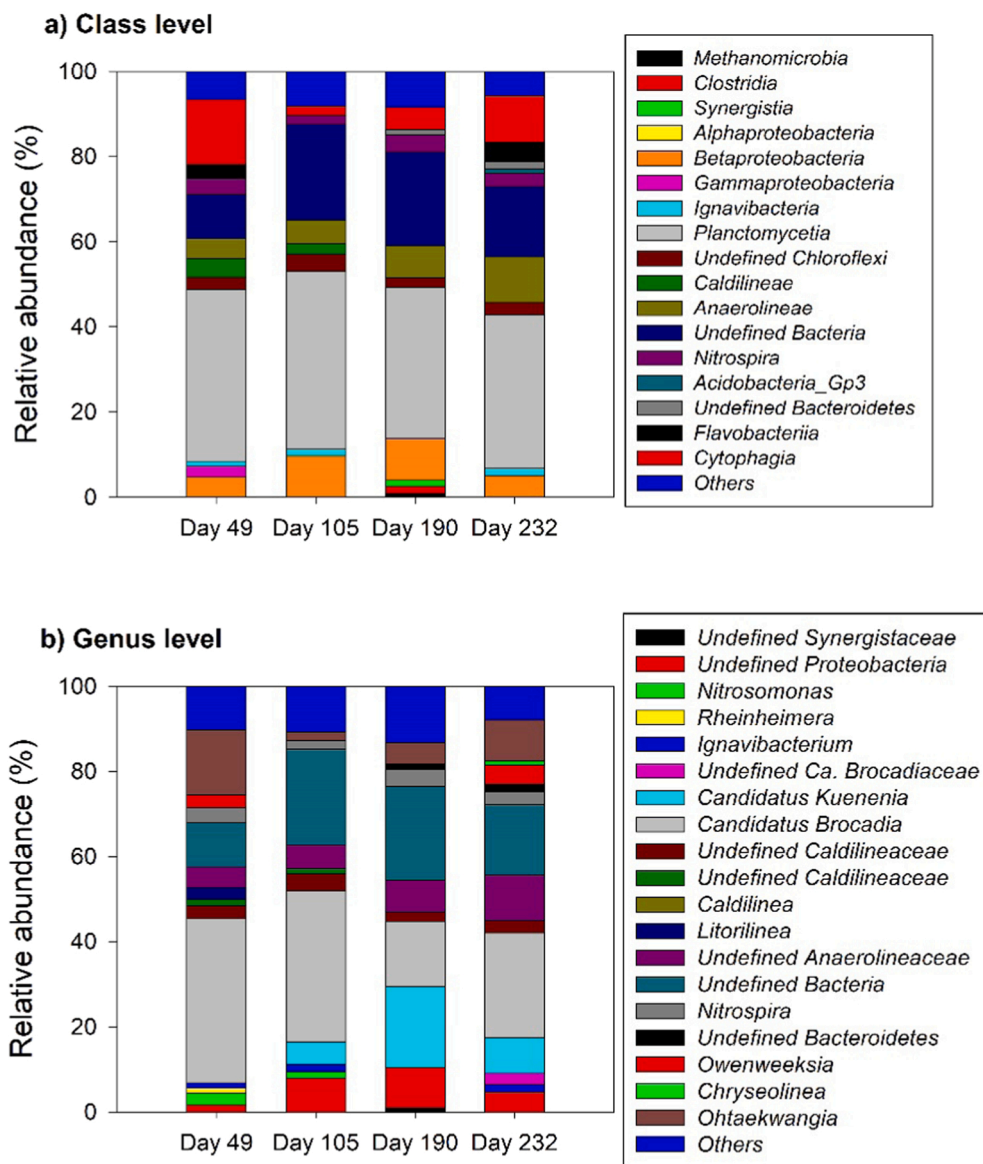 a) Class level
Relative abundance (%)
100
80
60
40
20
0
Day 49 Day 105 Day 190 Day 232
Methanomicrobia
Clostridia
Synergistia
Alphaproteobacteria
Betaproteobacteria
Gammaproteobacteria
Ignavibacteria
Planctomycetia
Undefined Chloroflexi
Caldilineae
Anaerolineae
Undefined Bacteria
Nitrospira
Acidobacteria_Gp3
Undefined Bacteroidetes
Flavobacteriia
Cytophagia
Others
b) Genus level
Relative abundance (%)
100
80
60
40
20
0
Day 49 Day 105 Day 190 Day 232
Undefined Synergistaceae
Undefined Proteobacteria
Nitrosomonas
Rheinheimera
Ignavibacterium
Undefined Ca. Brocadiaceae
Candidatus Kuenenia
Candidatus Brocadia
Undefined Caldilineaceae
Undefined Caldilineaceae
Caldilinea
Litorilinea
Undefined Anaerolineaceae
Undefined Bacteria
Nitrospira
Undefined Bacteroidetes
Owenweeksia
Chryseolinea
Ohtaekwangia
Others